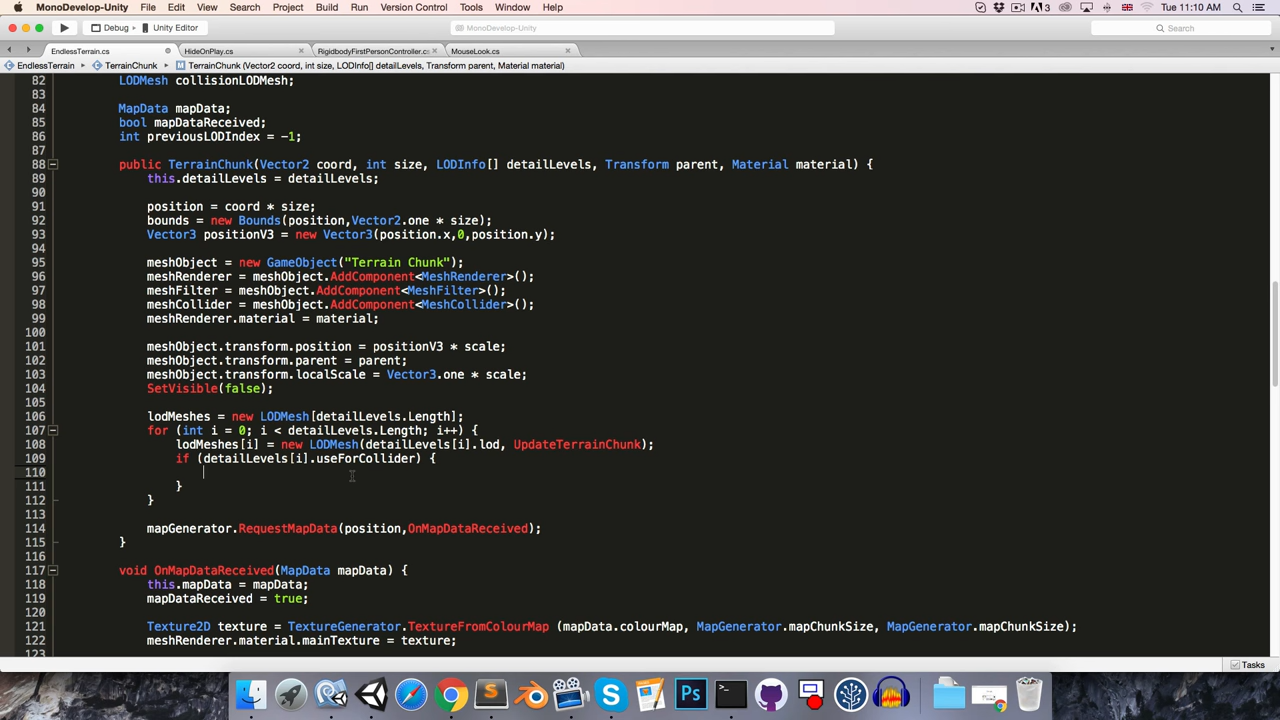 MonoDevelop-Unity File Edit View Search Project Build Run Version Control Tools Window Help 3 Tue 11:10 AM
Debug Unity Editor MonoDevelop-Unity Search
EndlessTerrain.cs HideOnPlay.cs RigidbodyFirstPersonController.cs MouseLook.cs
EndlessTerrain TerrainChunk M TerrainChunk (Vector2 coord, int size, LODInfo[] detailLevels, Transform parent, Material material)
82 LODMesh collisionLODMesh;
83
84 MapData mapData;
85 bool mapDataReceived;
86 int previousLODIndex = -1;
87
88 public TerrainChunk(Vector2 coord, int size, LODInfo[] detailLevels, Transform parent, Material material) {
89 this.detailLevels = detailLevels;
90
91 position = coord * size;
92 bounds = new Bounds(position,Vector2.one * size);
93 Vector3 positionV3 = new Vector3(position.x,0,position.y);
94
95 meshObject = new GameObject("Terrain Chunk");
96 meshRenderer = meshObject.AddComponent<MeshRenderer>();
97 meshFilter = meshObject.AddComponent<MeshFilter>();
98 meshCollider = meshObject.AddComponent<MeshCollider>();
99 meshRenderer.material = material;
100
101 meshObject.transform.position = positionV3 * scale;
102 meshObject.transform.parent = parent;
103 meshObject.transform.localScale = Vector3.one * scale;
104 SetVisible(false);
105
106 lodMeshes = new LODMesh[detailLevels.Length];
107 for (int i = 0; i < detailLevels.Length; i++) {
108 lodMeshes[i] = new LODMesh(detailLevels[i].lod, UpdateTerrainChunk);
109 if (detailLevels[i].useForCollider) {
110
111 }
112 }
113
114 mapGenerator.RequestMapData(position,OnMapDataReceived);
115 }
116
117 void OnMapDataReceived(MapData mapData) {
118 this.mapData = mapData;
119 mapDataReceived = true;
120
121 Texture2D texture = TextureGenerator.TextureFromColourMap (mapData.colourMap, MapGenerator.mapChunkSize, MapGenerator.mapChunkSize);
122 meshRenderer.material.mainTexture = texture;
123
Tasks
Ps